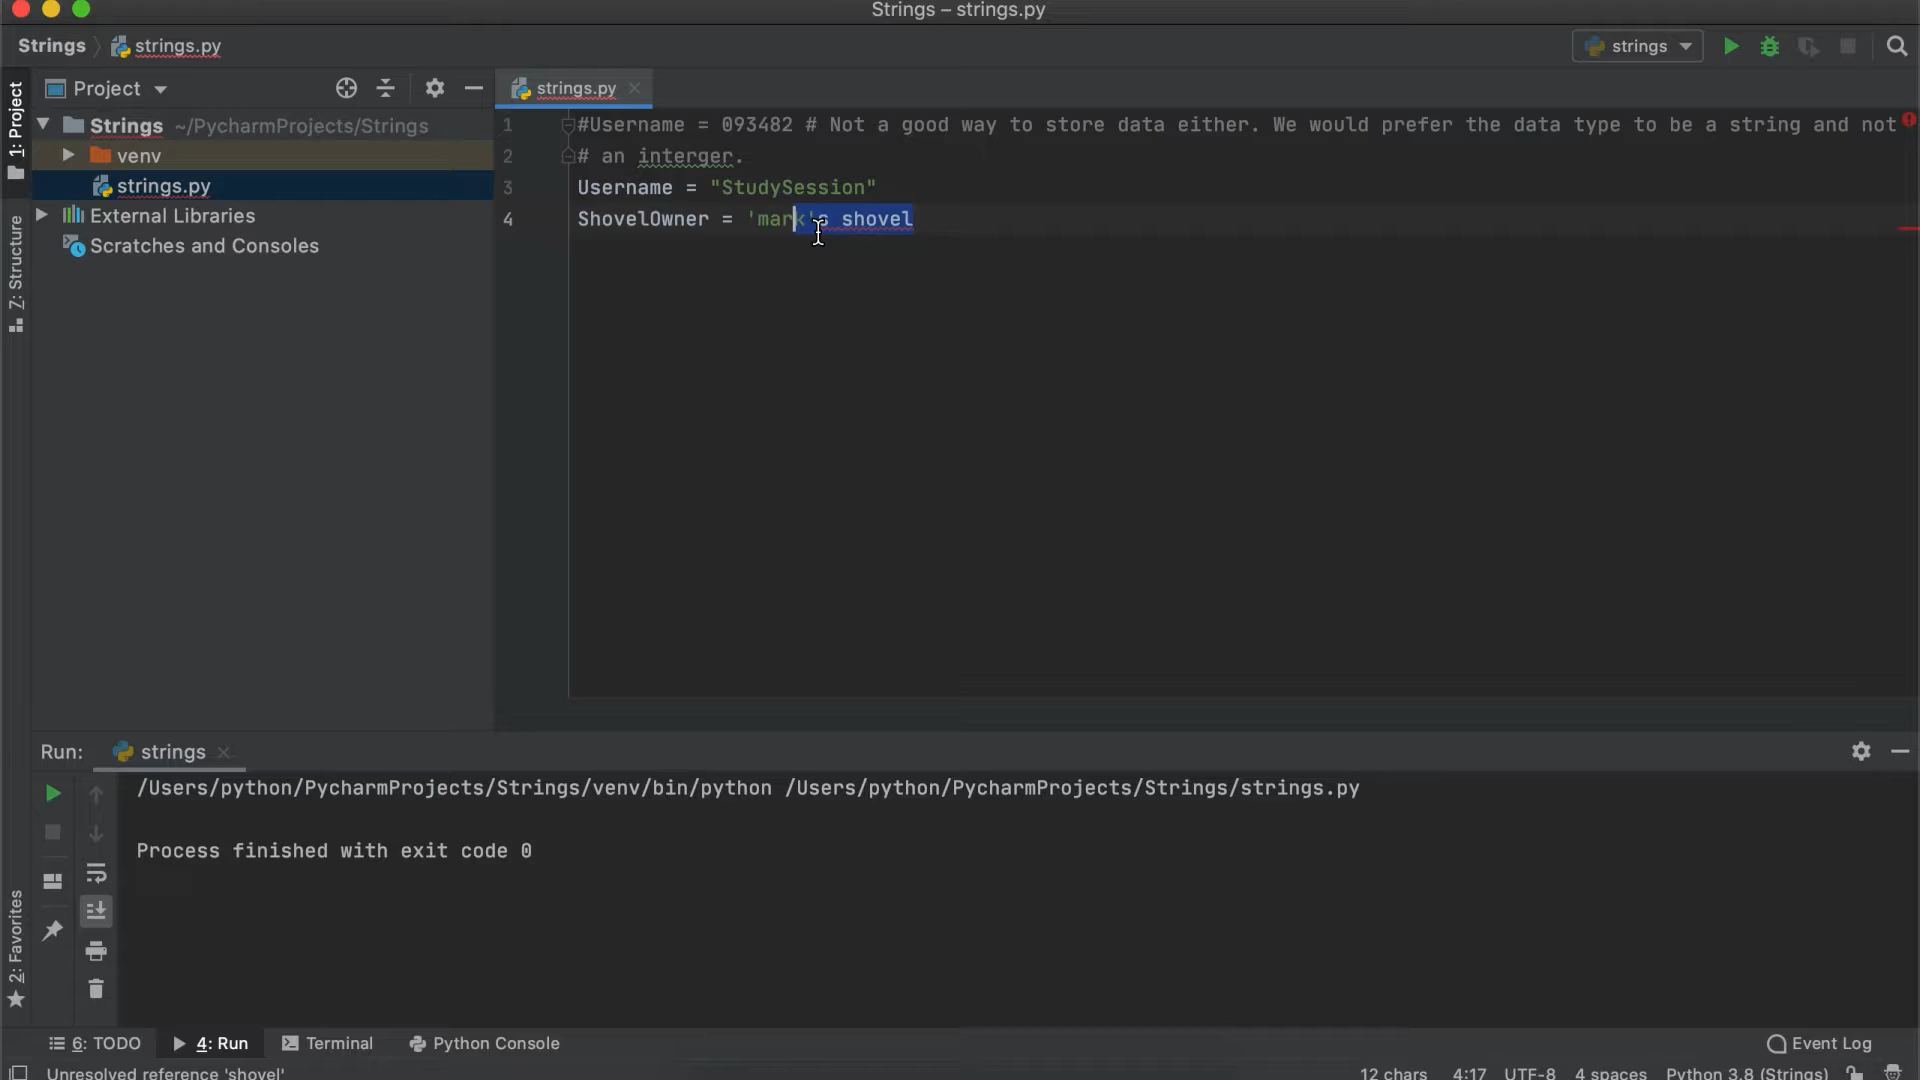 Strings – strings.py
Strings strings.py strings
Project
strings.py
1: Project
Strings ~/PycharmProjects/Strings
venv
strings.py
External Libraries
Scratches and Consoles
Z: Structure
1 #Username = 093482 # Not a good way to store data either. We would prefer the data type to be a string and not
2 # an interger.
3 Username = "StudySession"
4 ShovelOwner = 'mark's shovel
Run: strings
/Users/python/PycharmProjects/Strings/venv/bin/python /Users/python/PycharmProjects/Strings/strings.py
Process finished with exit code 0
2: Favorites
6: TODO 4: Run Terminal Python Console Event Log
Unresolved reference 'shovel' 12 chars 4:17 UTF-8 4 spaces Python 3.8 (Strings)